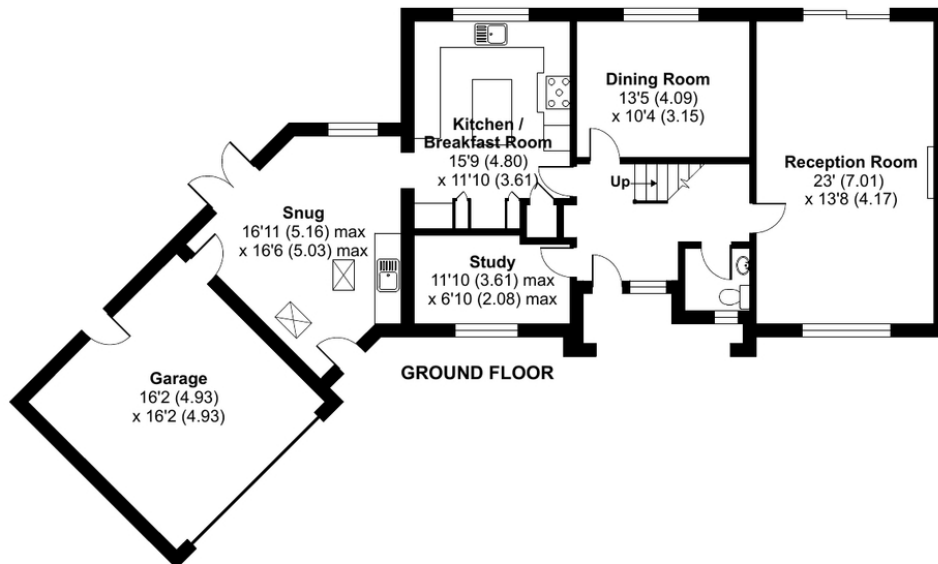 Kitchen /
Breakfast Room
15'9 (4.80)
x 11'10 (3.61)
Dining Room
13'5 (4.09)
x 10'4 (3.15)
Reception Room
23' (7.01)
x 13'8 (4.17)
Up
Snug
16'11 (5.16) max
x 16'6 (5.03) max
Study
11'10 (3.61) max
x 6'10 (2.08) max
Garage
16'2 (4.93)
x 16'2 (4.93)
GROUND FLOOR